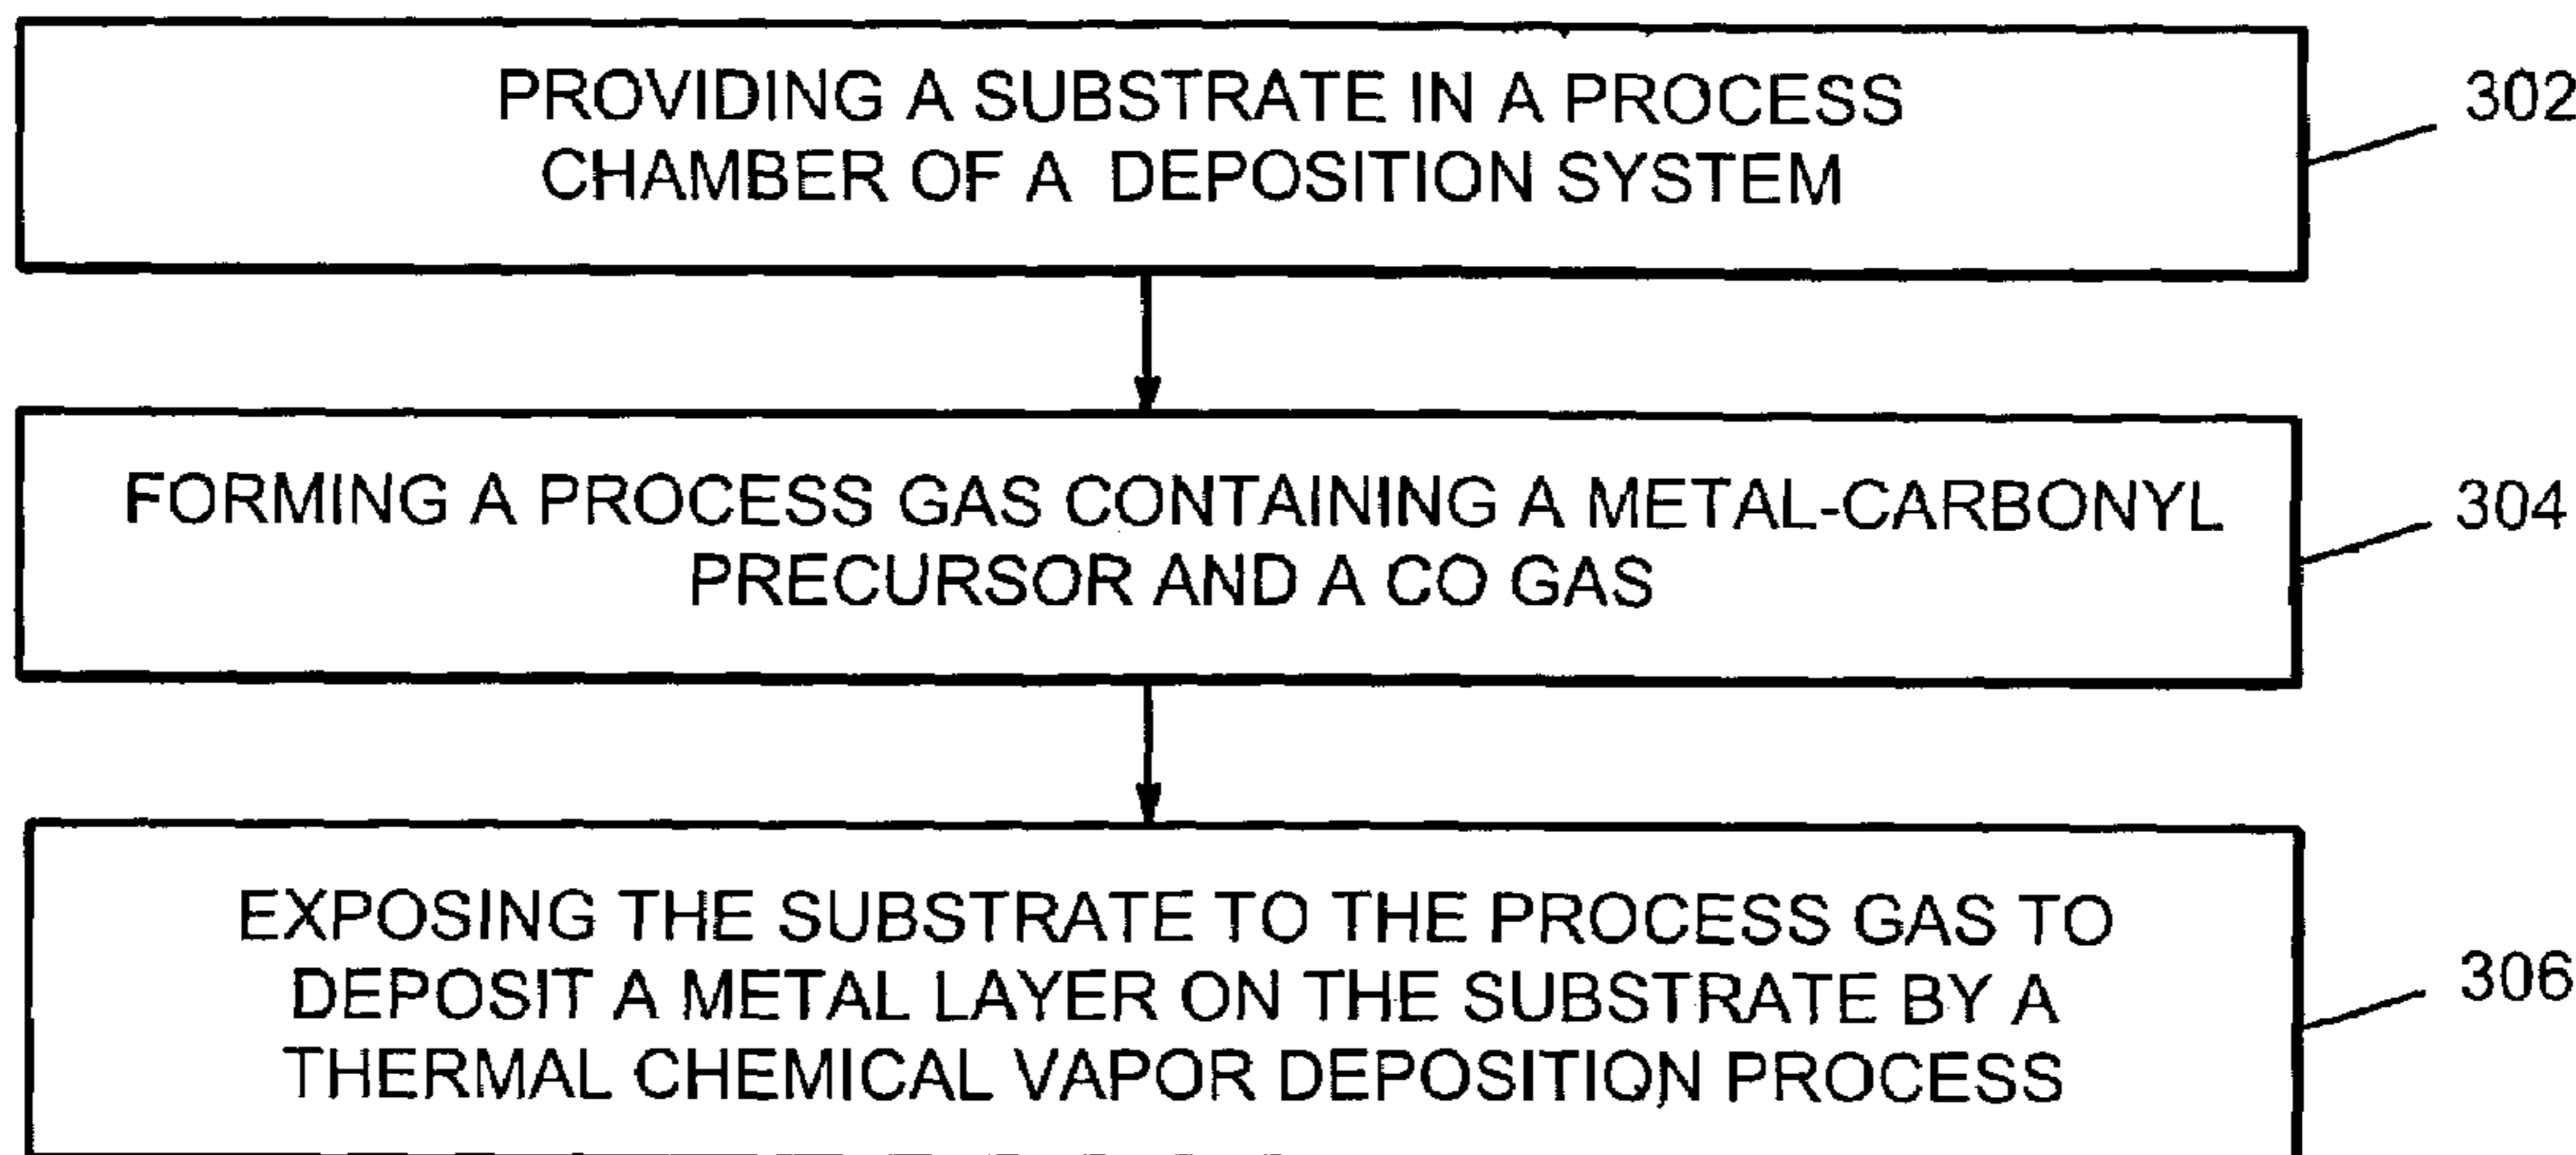 PROVIDING A SUBSTRATE IN A PROCESS
CHAMBER OF A DEPOSITION SYSTEM
302
FORMING A PROCESS GAS CONTAINING A METAL-CARBONYL
PRECURSOR AND A CO GAS
304
EXPOSING THE SUBSTRATE TO THE PROCESS GAS TO
DEPOSIT A METAL LAYER ON THE SUBSTRATE BY A
THERMAL CHEMICAL VAPOR DEPOSITION PROCESS
306